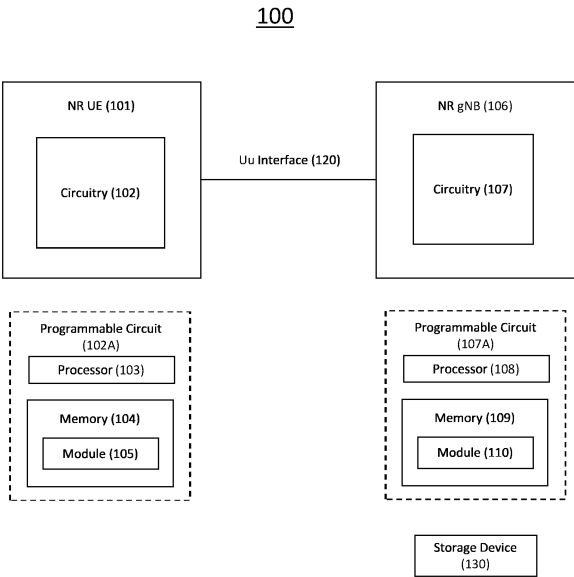 100
NR UE (101)
NR gNB (106)
Circuitry (102)
Uu Interface (120)
Circuitry (107)
Programmable Circuit
(102A)
Processor (103)
Memory (104)
Module (105)
Programmable Circuit
(107A)
Processor (108)
Memory (109)
Module (110)
Storage Device
(130)